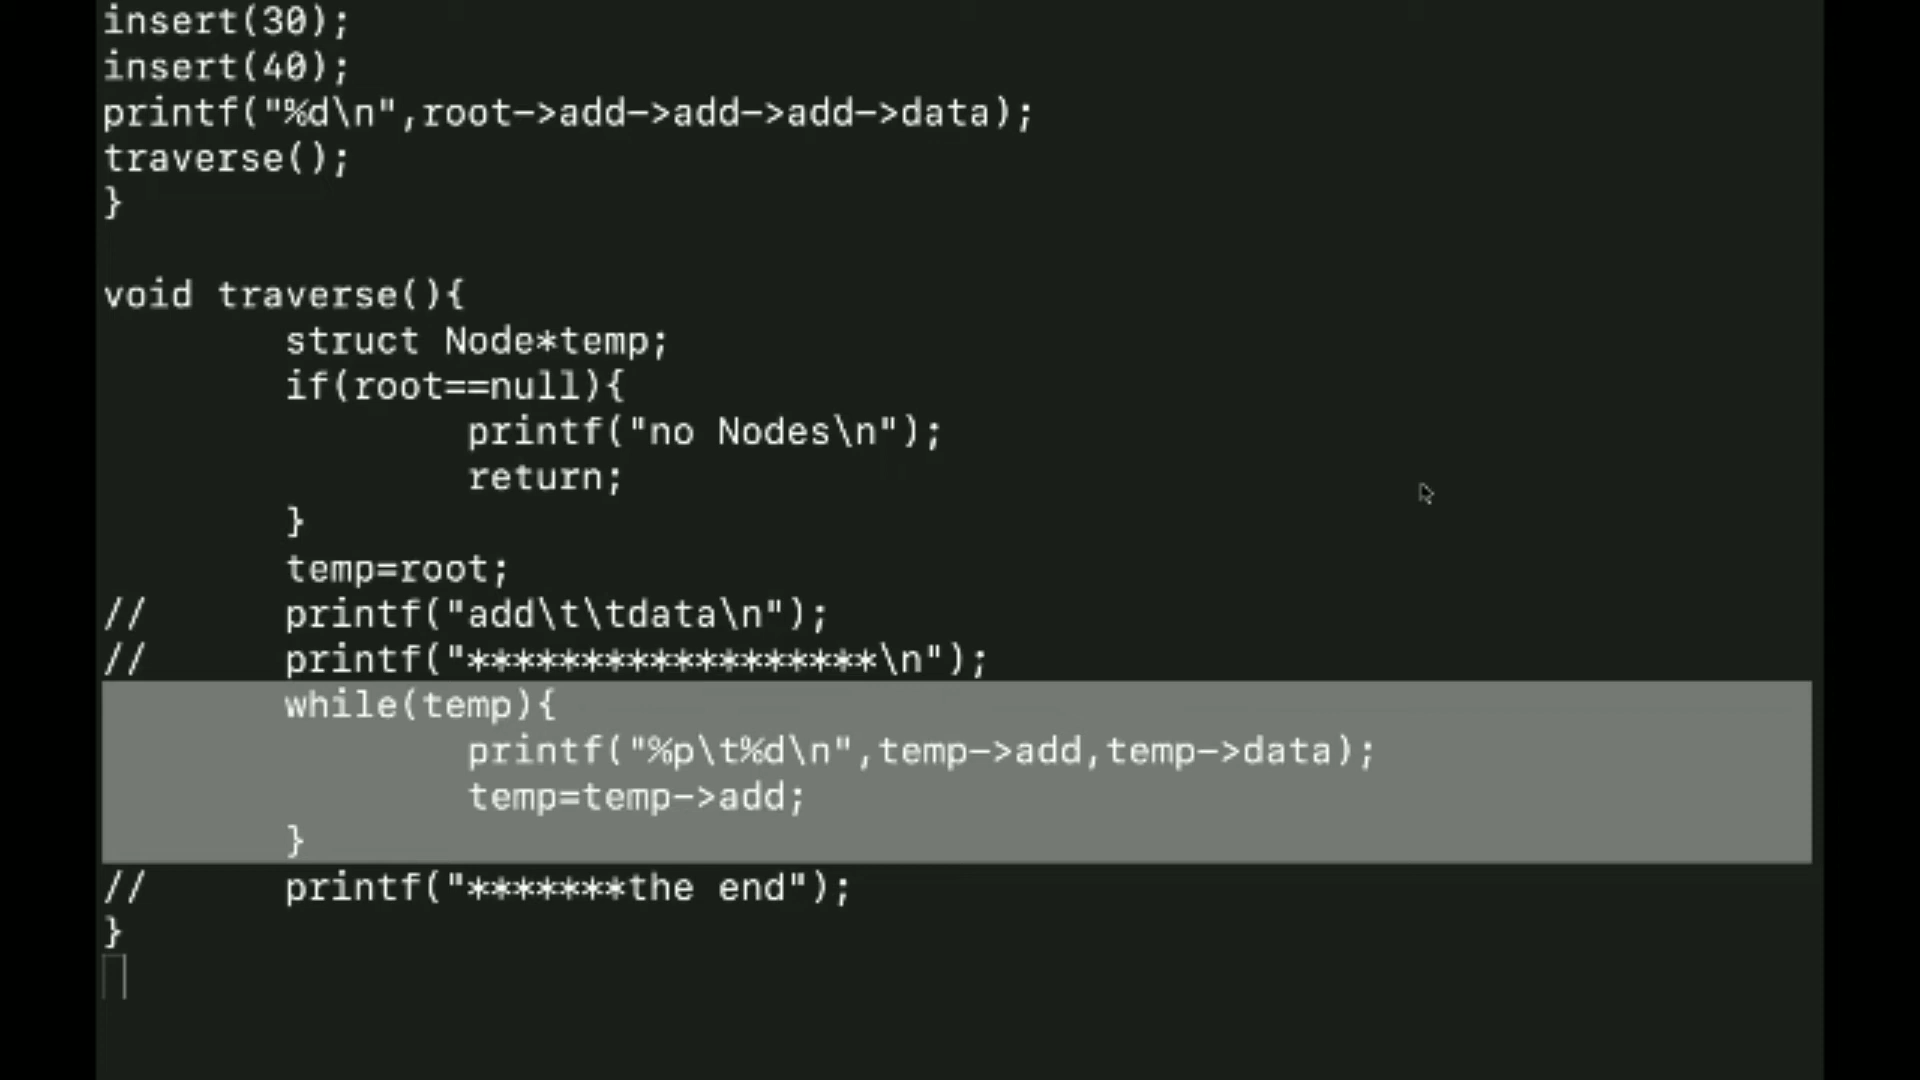 insert(30);
insert(40);
printf("%d\n",root->add->add->add->data);
traverse();
}
void traverse(){
struct Node*temp;
if(root==null){
printf("no Nodes\n");
return;
}
temp=root;
// printf("add\t\tdata\n");
// printf("******************\n");
while(temp){
printf("%p\t%d\n",temp->add,temp->data);
temp=temp->add;
}
// printf("*******the end");
}